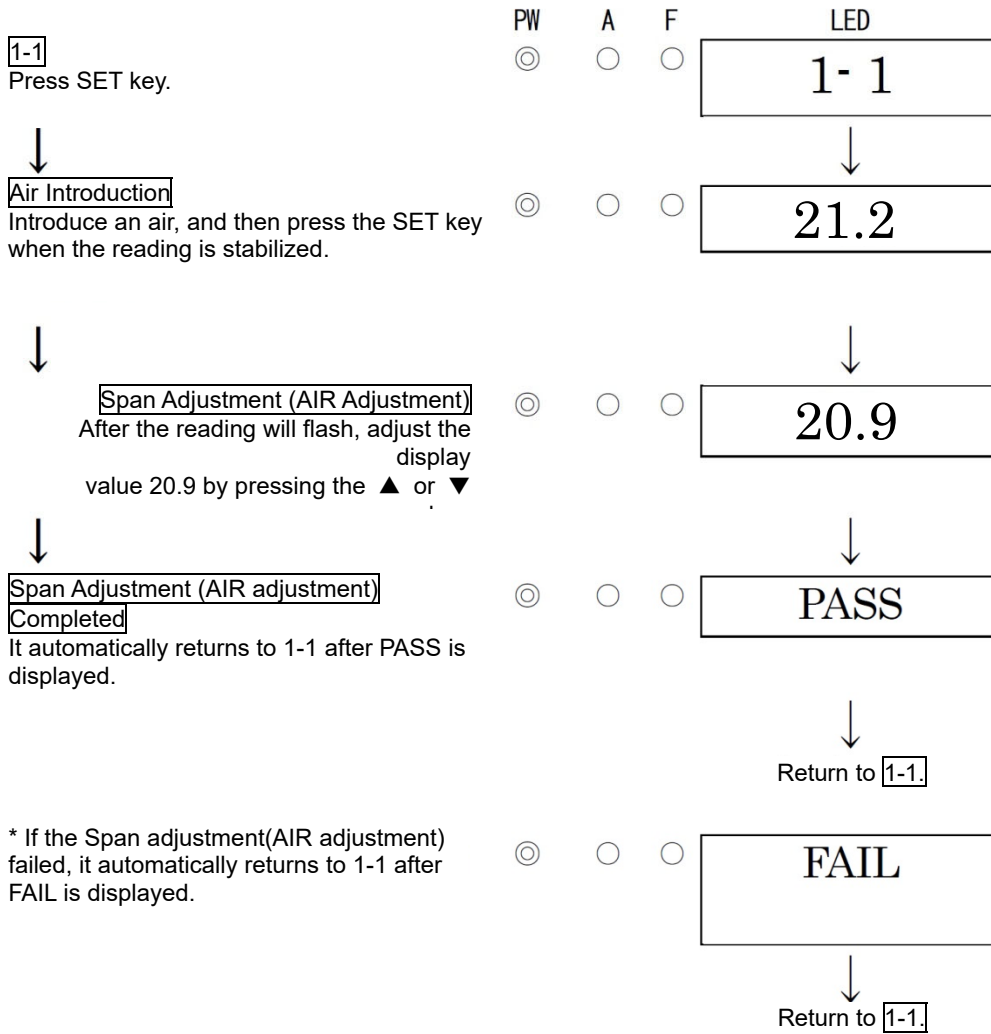 PW A F LED
1-1
Press SET key.
1- 1
Air Introduction
Introduce an air, and then press the SET key
when the reading is stabilized.
21.2
Span Adjustment (AIR Adjustment)
After the reading will flash, adjust the
display
value 20.9 by pressing the ▲ or ▼
20.9
Span Adjustment (AIR adjustment)
Completed
It automatically returns to 1-1 after PASS is
displayed.
PASS
Return to 1-1.
* If the Span adjustment(AIR adjustment)
failed, it automatically returns to 1-1 after
FAIL is displayed.
FAIL
Return to 1-1.